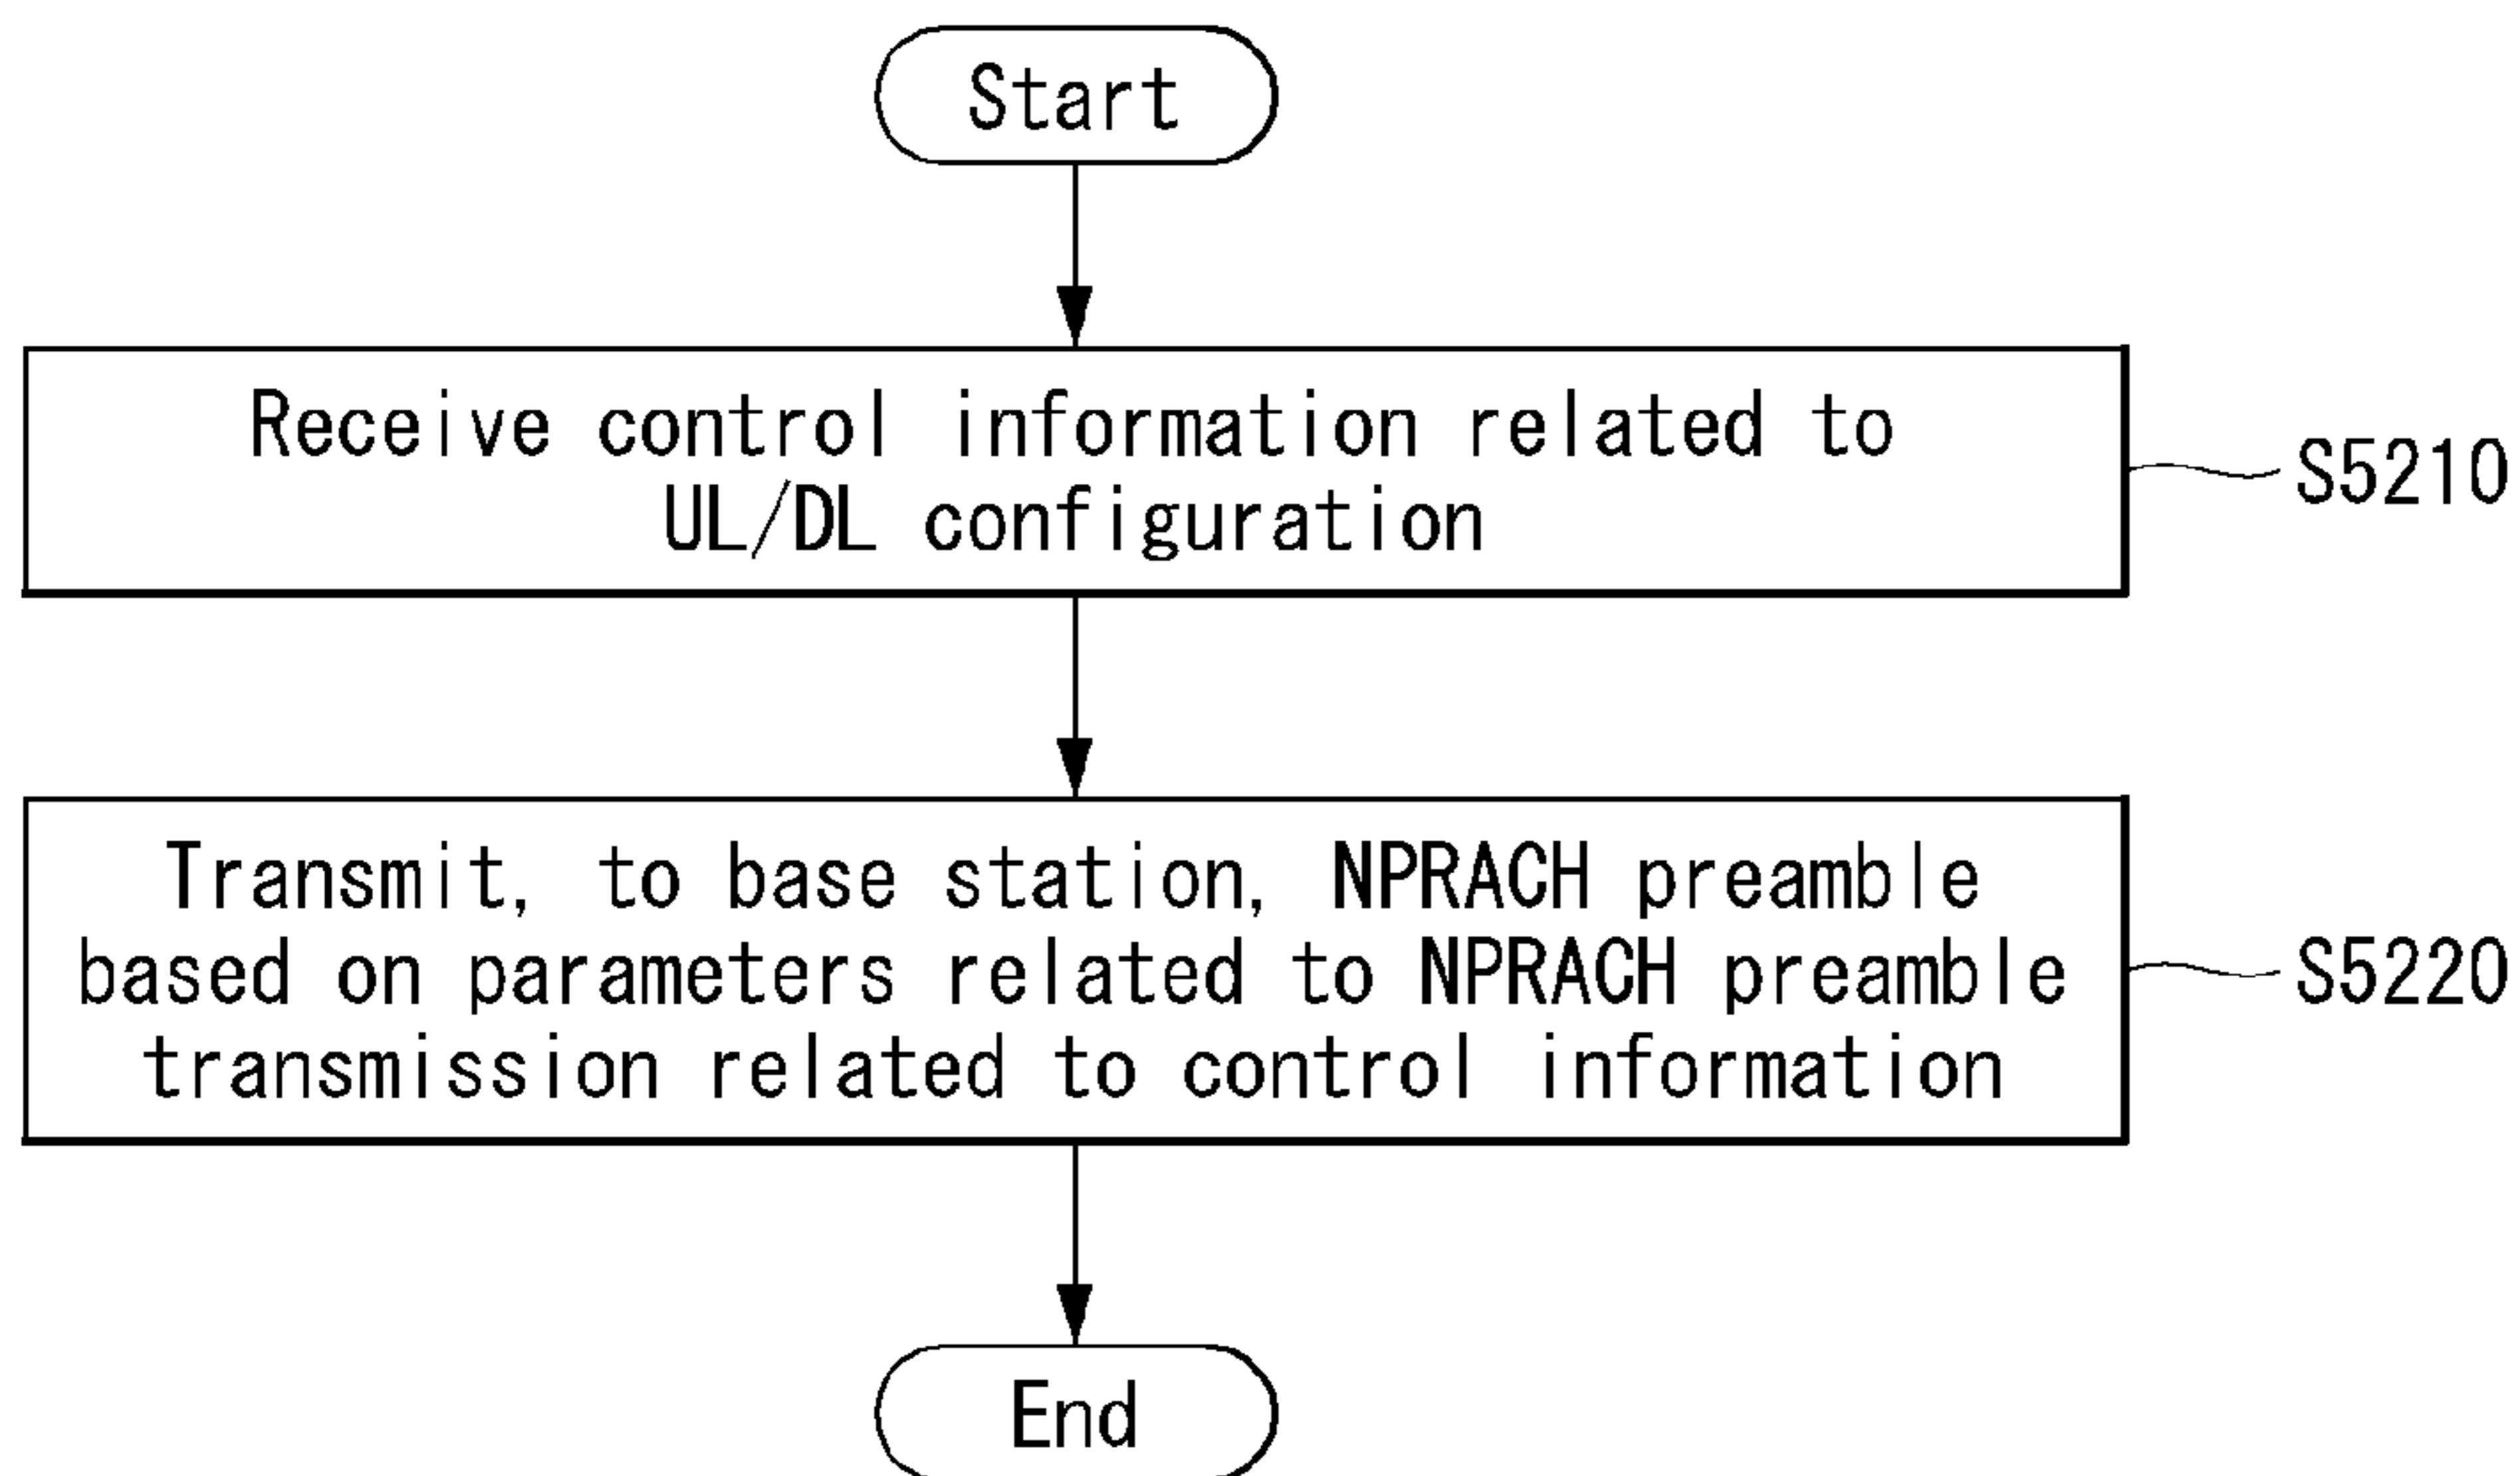 Start
Receive control information related to
UL/DL configuration
S5210
Transmit, to base station, NPRACH preamble
based on parameters related to NPRACH preamble
transmission related to control information
S5220
End